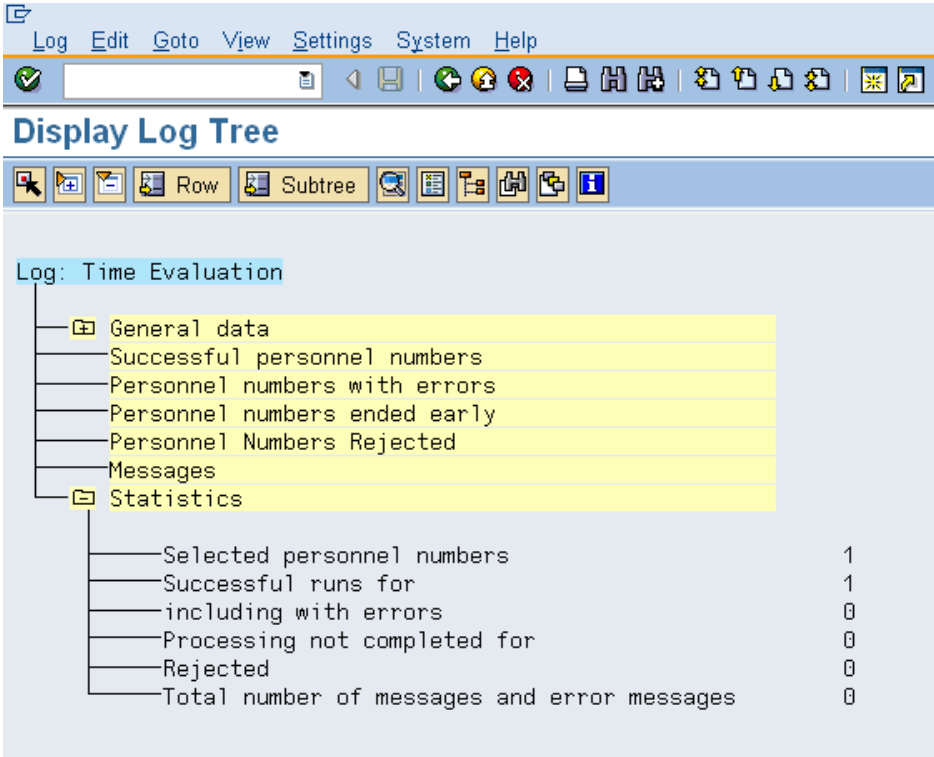 Log Edit Goto View Settings System Help
Display Log Tree
Row Subtree
Log: Time Evaluation
General data
Successful personnel numbers
Personnel numbers with errors
Personnel numbers ended early
Personnel Numbers Rejected
Messages
Statistics
Selected personnel numbers 1
Successful runs for 1
including with errors 0
Processing not completed for 0
Rejected 0
Total number of messages and error messages 0